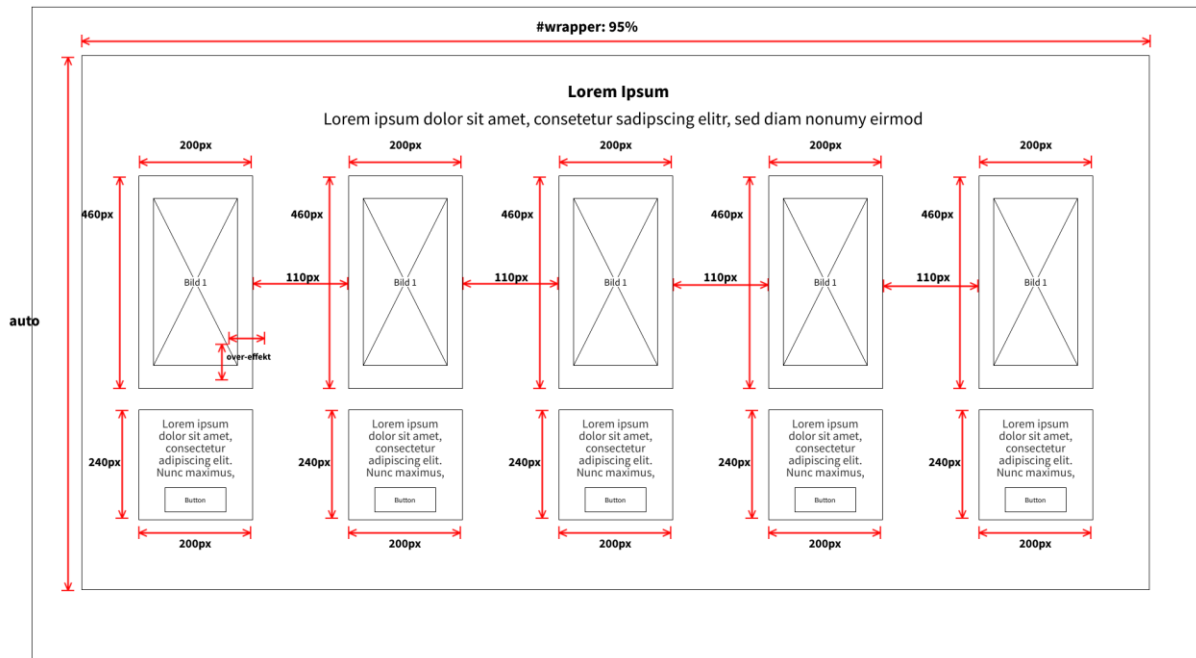 #wrapper: 95%
Lorem Ipsum
Lorem ipsum dolor sit amet, consetetur sadipscing elitr, sed diam nonumy eirmod
200px
200px
200px
200px
200px
460px
460px
460px
460px
460px
Bild 1
110px
Bild 1
110px
Bild 1
110px
Bild 1
110px
Bild 1
auto
over-effekt
240px
Lorem ipsum
dolor sit amet,
consectetur
adipiscing elit.
Nunc maximus,
Button
240px
Lorem ipsum
dolor sit amet,
consectetur
adipiscing elit.
Nunc maximus,
Button
240px
Lorem ipsum
dolor sit amet,
consectetur
adipiscing elit.
Nunc maximus,
Button
240px
Lorem ipsum
dolor sit amet,
consectetur
adipiscing elit.
Nunc maximus,
Button
240px
Lorem ipsum
dolor sit amet,
consectetur
adipiscing elit.
Nunc maximus,
Button
200px
200px
200px
200px
200px